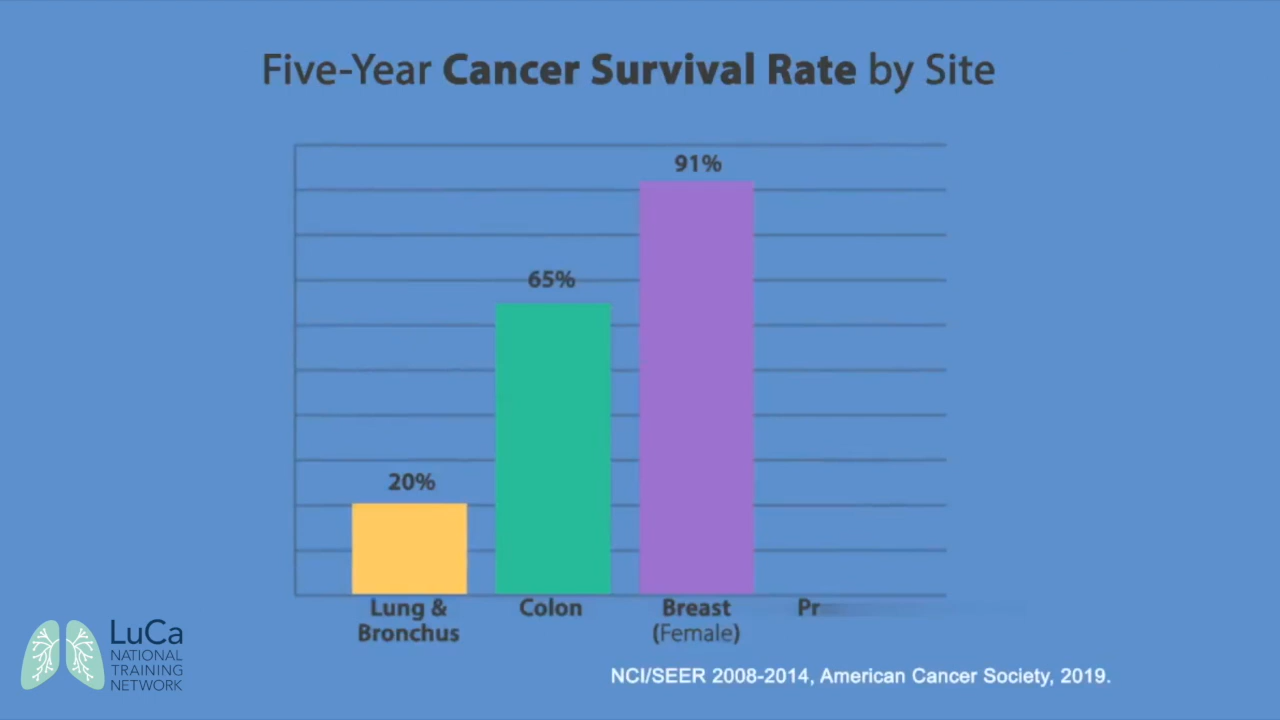 Five-Year Cancer Survival Rate by Site
91%
65%
20%
Lung &
Bronchus
Colon
Breast
(Female)
Pr
LuCa
NATIONAL
TRAINING
NETWORK
NCI/SEER 2008-2014, American Cancer Society, 2019.